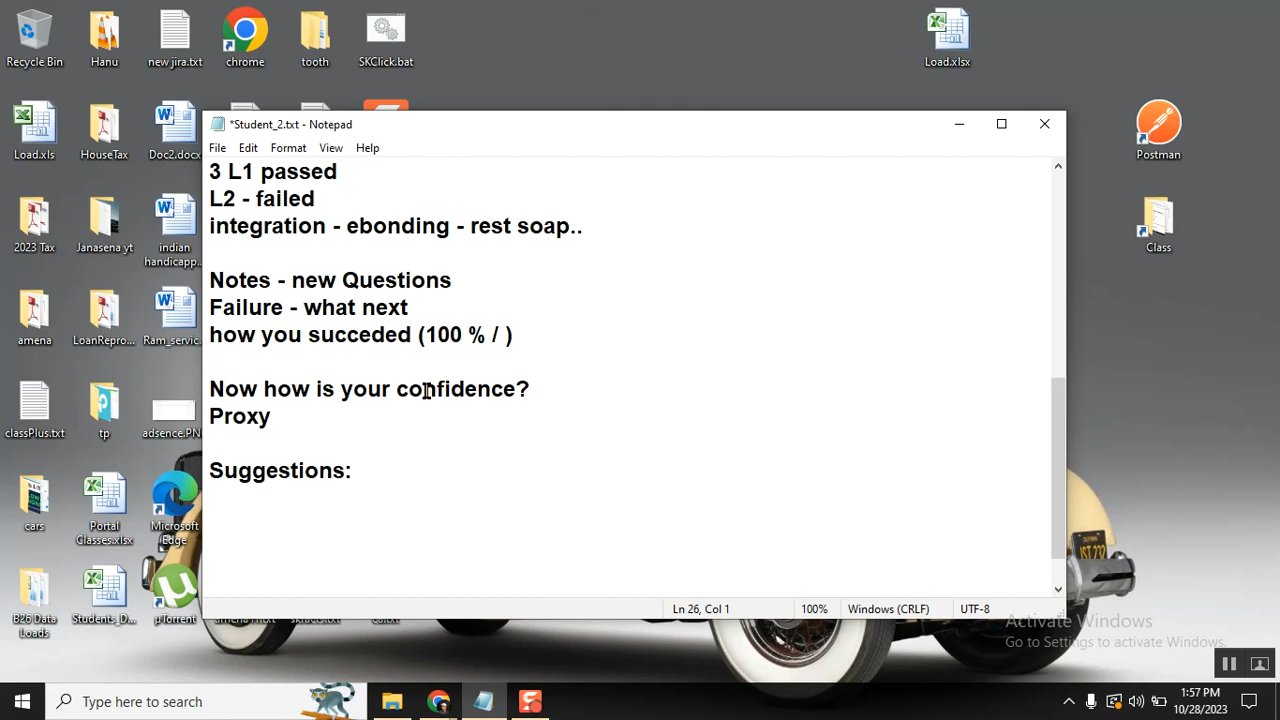 Recycle Bin
Hanu
new jira.txt
chrome
tooth
SKClick.bat
Load.xlsx
Load.xls
HouseTax
Doc2.docx
Postman
2023 Tax
Janasena yt
indian
handicapp...
Class
amena
LoanRepro...
Ram_servic...
classPlus.txt
tp
adsence.PN
cars
Portal
Classes.xlsx
Microsoft
Edge
B26 Data
Loads
Students_D...
µTorrent
*Student_2.txt - Notepad
File Edit Format View Help
3 L1 passed
L2 - failed
integration - ebonding - rest soap..
Notes - new Questions
Failure - what next
how you succeded (100 % / )
Now how is your confidence?
Proxy
Suggestions:
Ln 26, Col 1 100% Windows (CRLF) UTF-8
Activate Windows
Go to Settings to activate Windows.
Type here to search
1:57 PM
10/28/2023